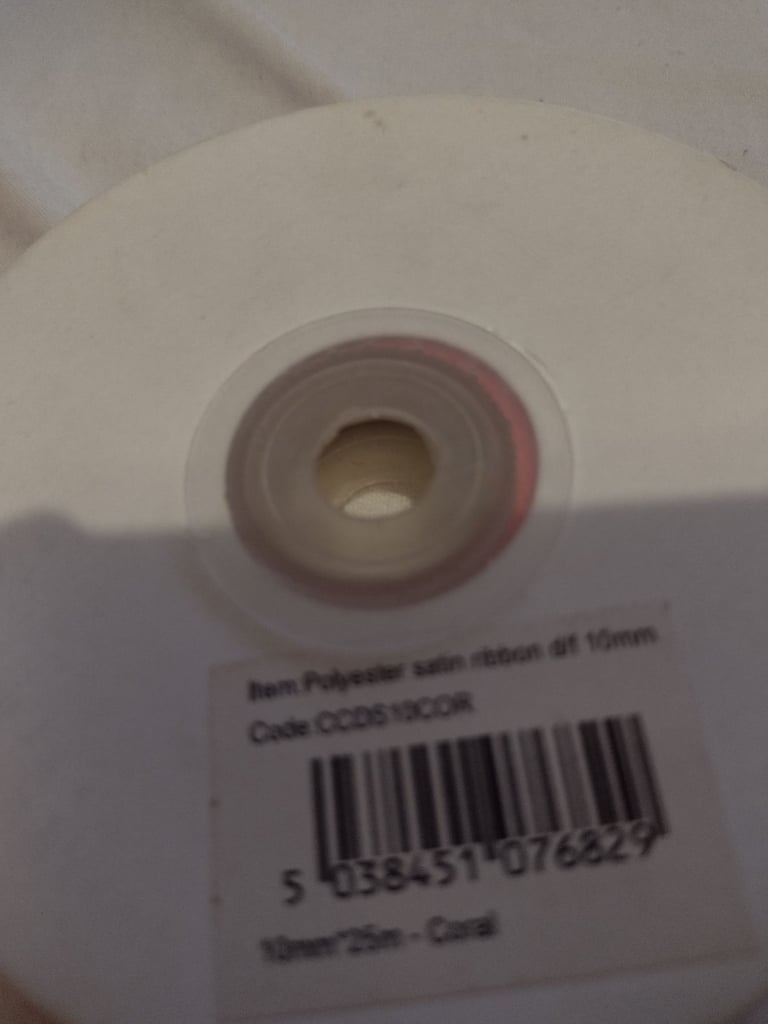 Item:Polyester satin ribbon d/f 10mm
Code:CCDS10COR
5 038451 076829
10mm*25m - Coral